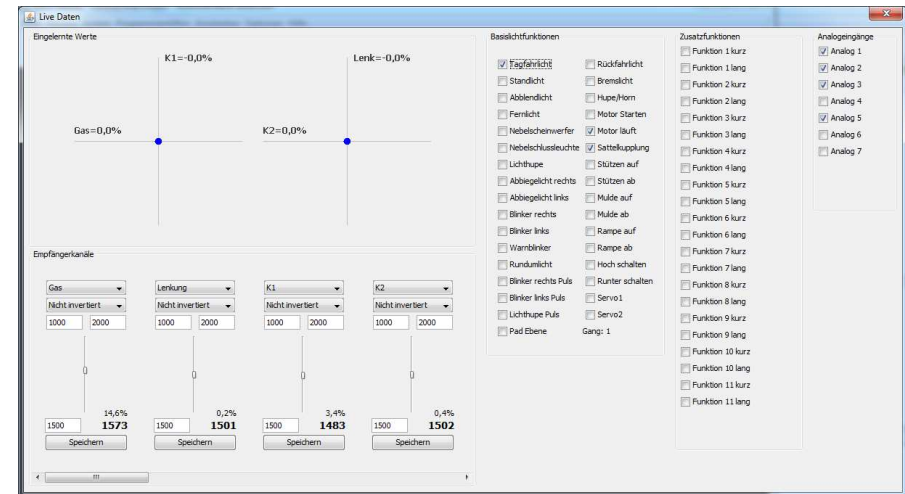 Live Daten
Eingelernte Werte
K1=-0,0%
Lenk=-0,0%
Gas=0,0%
K2=0,0%
Empfängerkanäle
Gas
Lenkung
K1
K2
Nicht invertiert
Nicht invertiert
Nicht invertiert
Nicht invertiert
1000 2000
1000 2000
1000 2000
1000 2000
14,6%
0,2%
3,4%
0,4%
1500 1573
1500 1501
1500 1483
1500 1502
Speichern
Speichern
Speichern
Speichern
Basislichtfunktionen
Tagfahrlicht
Standlicht
Abblendlicht
Fernlicht
Nebelscheinwerfer
Nebelschlussleuchte
Lichthupe
Abbiegelicht rechts
Abbiegelicht links
Blinker rechts
Blinker links
Warnblinker
Rundumlicht
Blinker rechts Puls
Blinker links Puls
Lichthupe Puls
Pad Ebene
Rückfahrlicht
Bremslicht
Hupe/Horn
Motor Starten
Motor läuft
Sattelkupplung
Stützen auf
Stützen ab
Mulde auf
Mulde ab
Rampe auf
Rampe ab
Hoch schalten
Runter schalten
Servo1
Servo2
Gang: 1
Zusatzfunktionen
Funktion 1 kurz
Funktion 1 lang
Funktion 2 kurz
Funktion 2 lang
Funktion 3 kurz
Funktion 3 lang
Funktion 4 kurz
Funktion 4 lang
Funktion 5 kurz
Funktion 5 lang
Funktion 6 kurz
Funktion 6 lang
Funktion 7 kurz
Funktion 7 lang
Funktion 8 kurz
Funktion 8 lang
Funktion 9 kurz
Funktion 9 lang
Funktion 10 kurz
Funktion 10 lang
Funktion 11 kurz
Funktion 11 lang
Analogeingänge
Analog 1
Analog 2
Analog 3
Analog 4
Analog 5
Analog 6
Analog 7